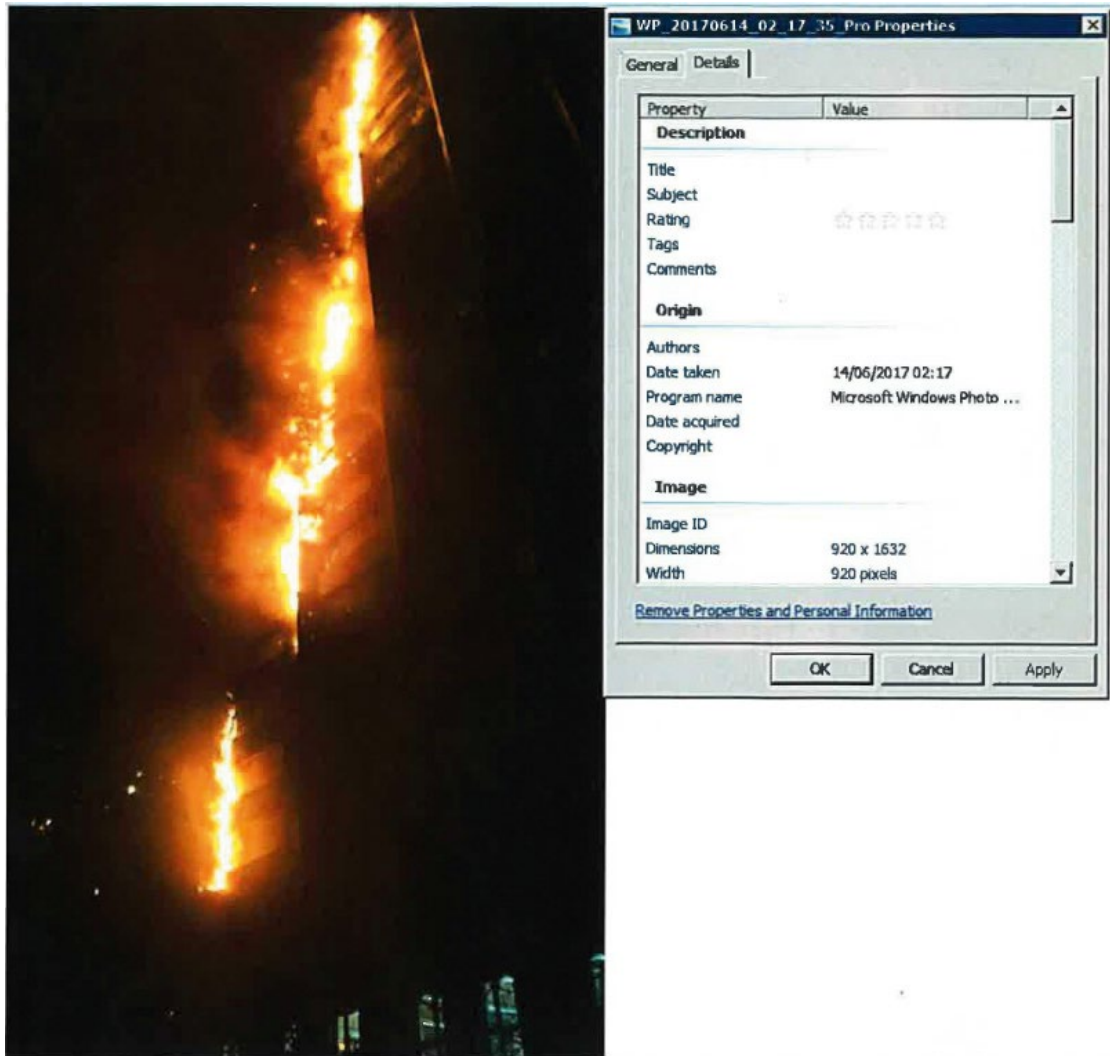 WP_20170614_02_17_35_Pro Properties
General Details
Property Value
Description
Title
Subject
Rating
Tags
Comments
Origin
Authors
Date taken 14/06/2017 02:17
Program name Microsoft Windows Photo ...
Date acquired
Copyright
Image
Image ID
Dimensions 920 x 1632
Width 920 pixels
Remove Properties and Personal Information
OK Cancel Apply